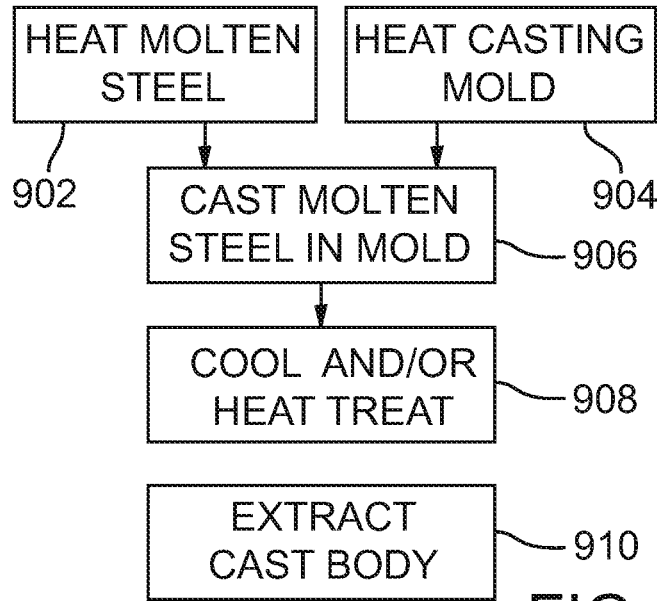 HEAT MOLTEN
STEEL
HEAT CASTING
MOLD
902
904
CAST MOLTEN
STEEL IN MOLD
906
COOL AND/OR
HEAT TREAT
908
EXTRACT
CAST BODY
910